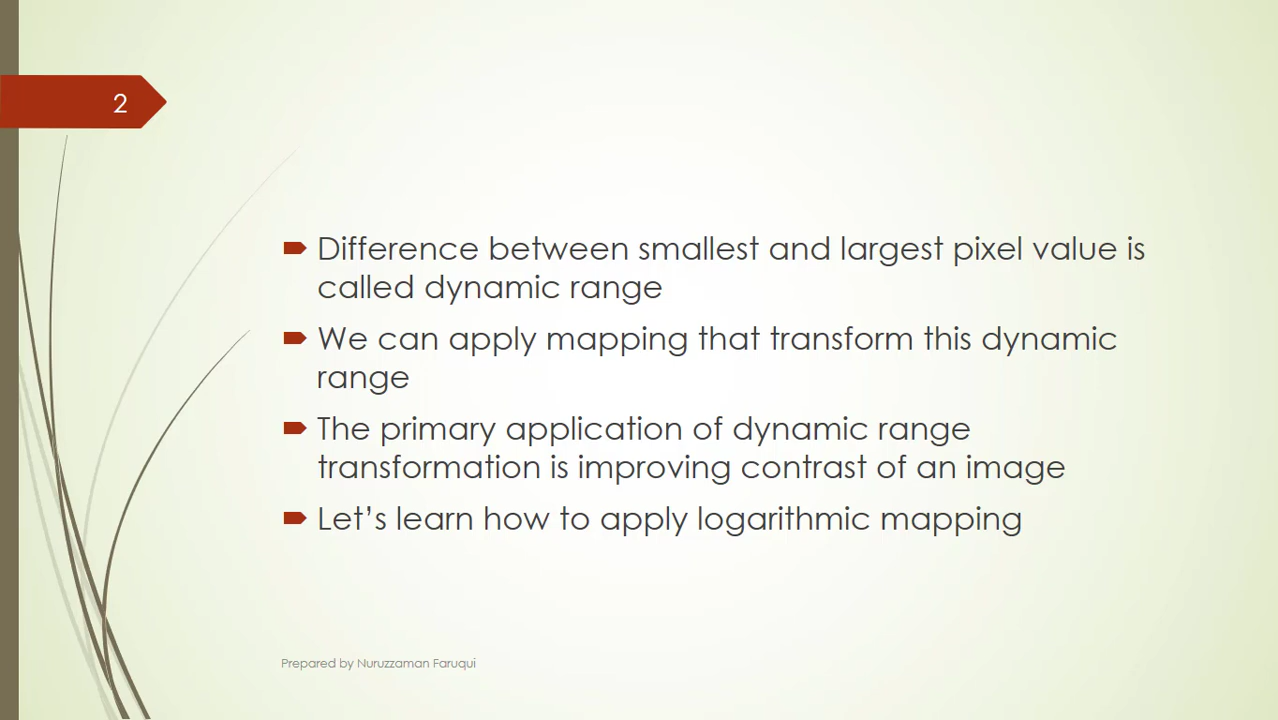 2
Difference between smallest and largest pixel value is
called dynamic range
We can apply mapping that transform this dynamic
range
The primary application of dynamic range
transformation is improving contrast of an image
Let’s learn how to apply logarithmic mapping
Prepared by Nuruzzaman Faruqui